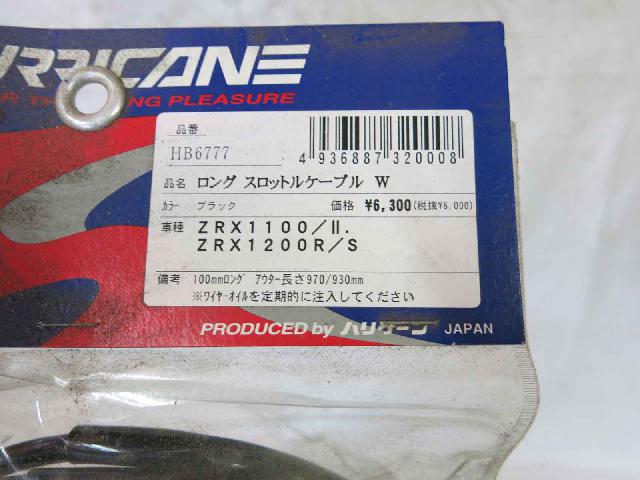 URRICANE
R TH  ING PLEASURE
品番
HB6777
4 936887 320008
品名 ロング スロットルケーブル W
カラー ブラック 価格 ¥6,300(税抜¥6,000)
車種 ZRX1100/Ⅱ.
ZRX1200R/S
備考 100mmロング アウター長さ970/930mm
※ワイヤーオイルを定期的に注入してください
PRODUCED by ハリケーン JAPAN